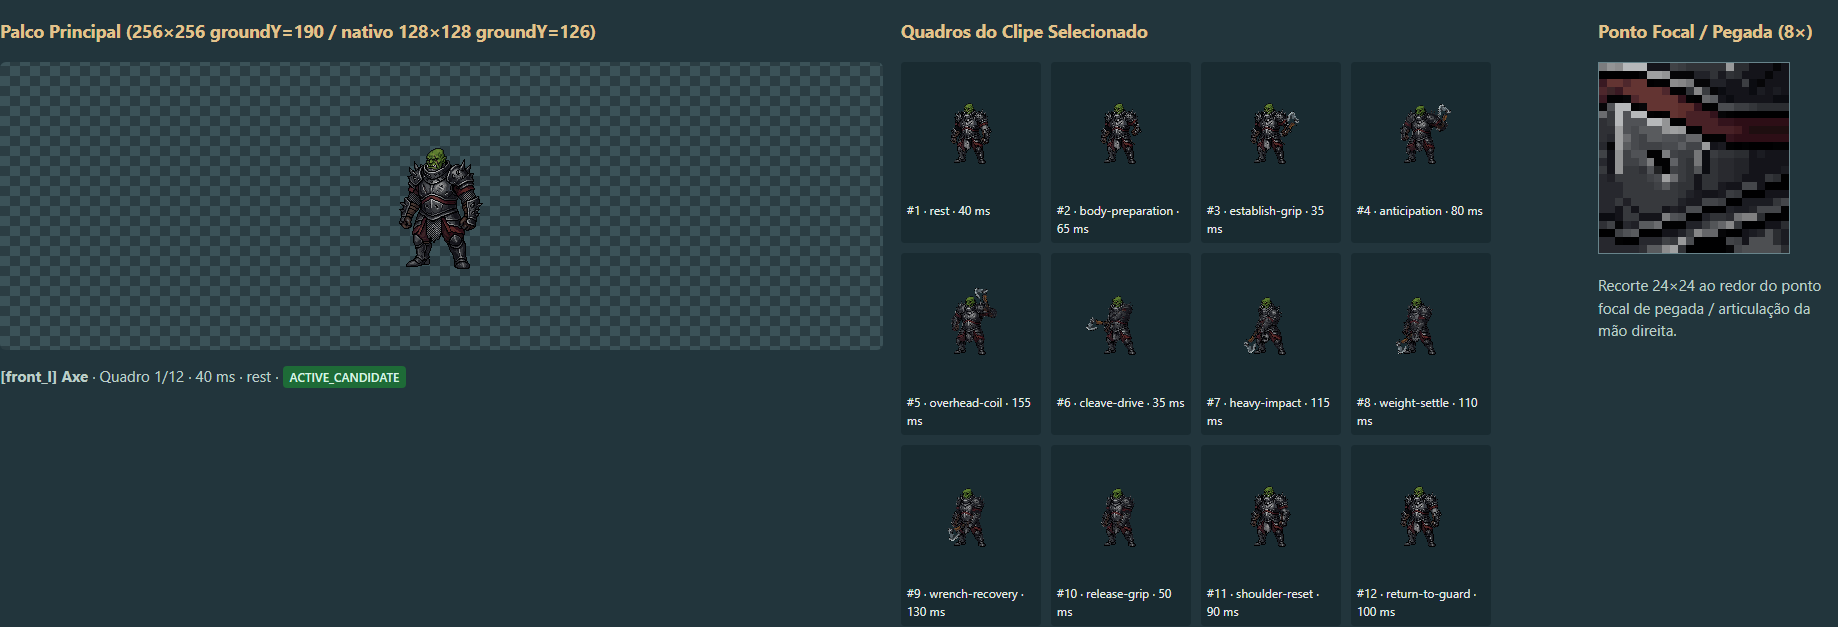 Palco Principal (256×256 groundY=190 / nativo 128×128 groundY=126)
[front_l] Axe · Quadro 1/12 · 40 ms · rest · ACTIVE_CANDIDATE
Quadros do Clipe Selecionado
#1 · rest · 40 ms
#2 · body-preparation ·
65 ms
#3 · establish-grip · 35
ms
#4 · anticipation · 80 ms
#5 · overhead-coil · 155
ms
#6 · cleave-drive · 35 ms
#7 · heavy-impact · 115
ms
#8 · weight-settle · 110
ms
#9 · wrench-recovery ·
130 ms
#10 · release-grip · 50
ms
#11 · shoulder-reset ·
90 ms
#12 · return-to-guard ·
100 ms
Ponto Focal / Pegada (8×)
Recorte 24×24 ao redor do ponto
focal de pegada / articulação da
mão direita.